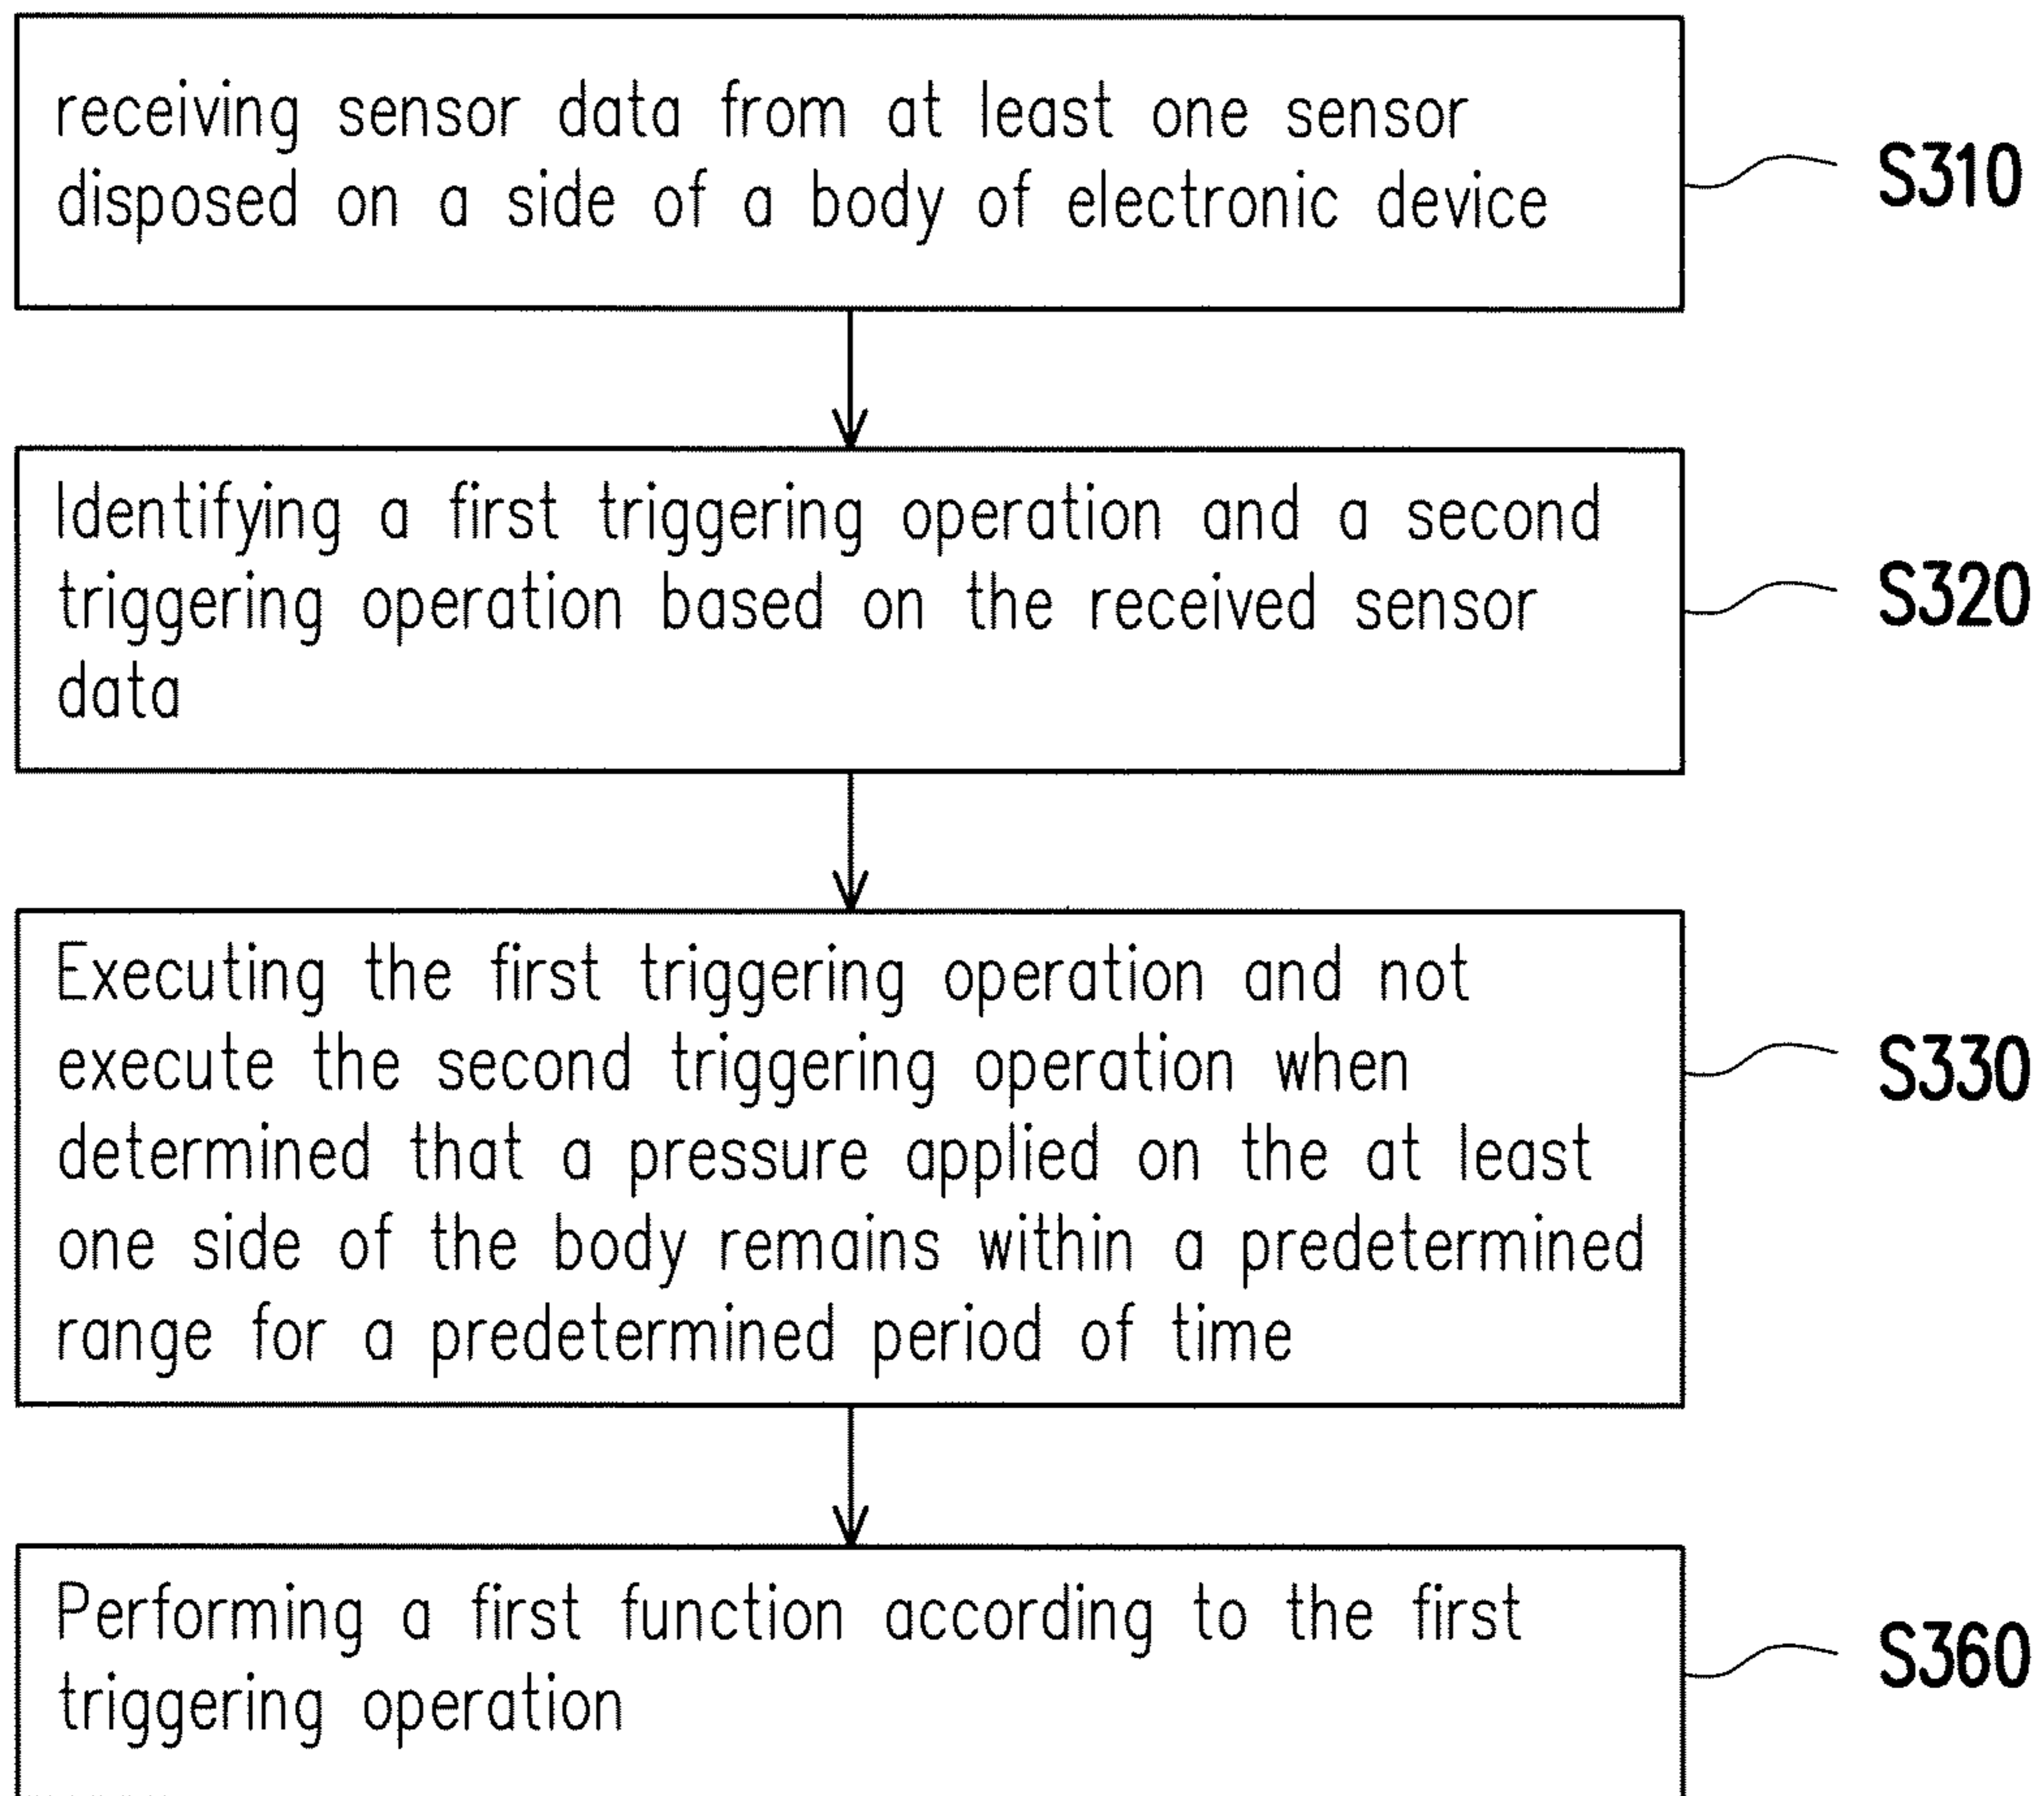 receiving sensor data from at least one sensor
disposed on a side of a body of electronic device
S310
Identifying a first triggering operation and a second
triggering operation based on the received sensor
data
S320
Executing the first triggering operation and not
execute the second triggering operation when
determined that a pressure applied on the at least
one side of the body remains within a predetermined
range for a predetermined period of time
S330
Performing a first function according to the first
triggering operation
S360